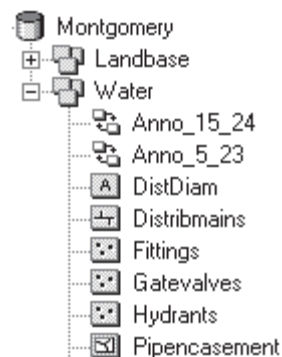 Montgomery
Landbase
Water
Anno_15_24
Anno_5_23
A DistDiam
Distribmains
Fittings
Gatevalves
Hydrants
Pipencasement